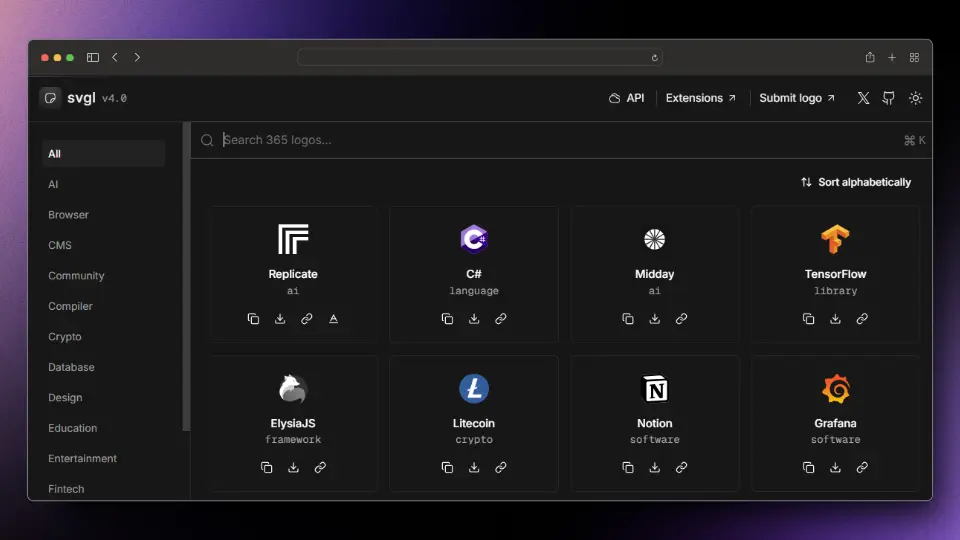 svgl v4.0
API
Extensions ↗
Submit logo ↗
All
AI
Browser
CMS
Community
Compiler
Crypto
Database
Design
Education
Entertainment
Fintech
Search 365 logos...
⌘ K
Sort alphabetically
Replicate
ai
C#
language
Midday
ai
TensorFlow
library
ElysiaJS
framework
Litecoin
crypto
Notion
software
Grafana
software